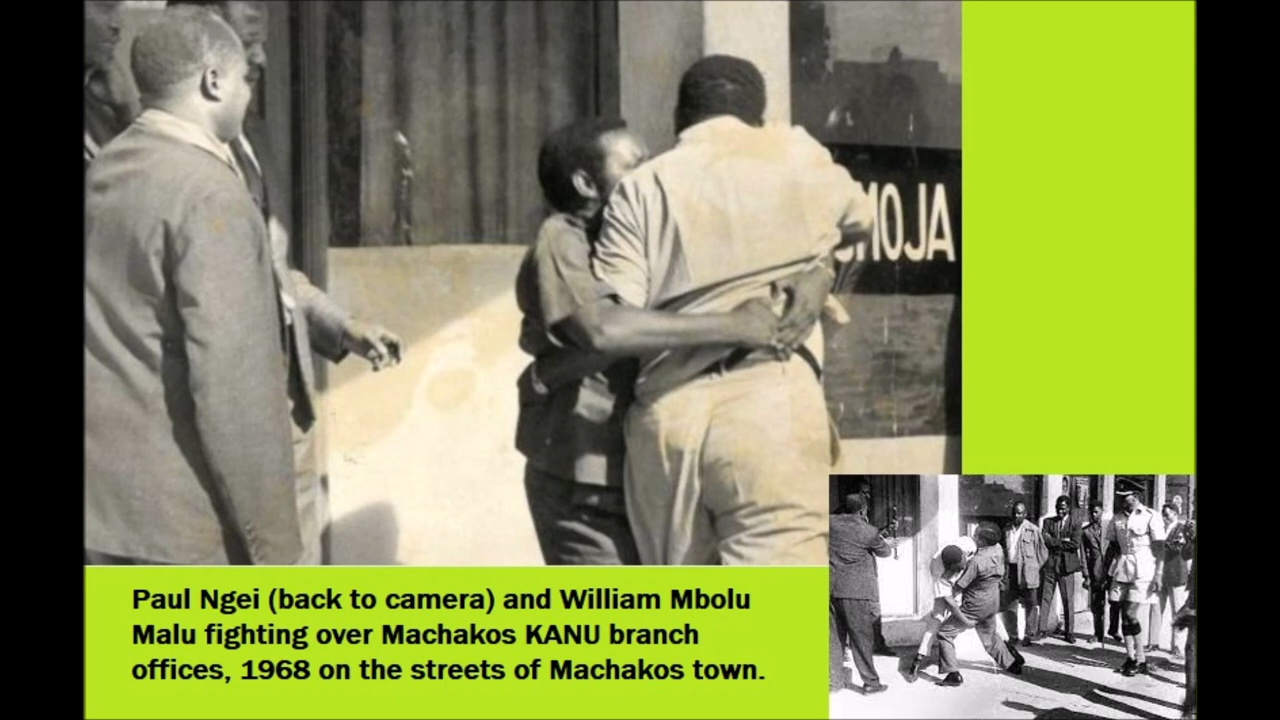 MOJA
Paul Ngei (back to camera) and William Mbolu
Malu fighting over Machakos KANU branch
offices, 1968 on the streets of Machakos town.